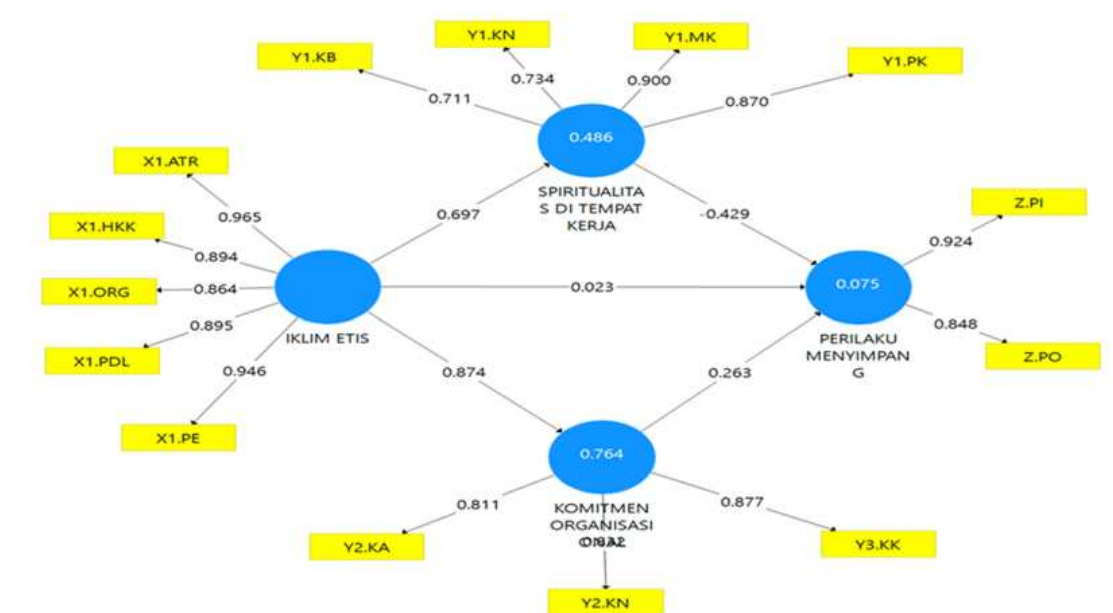 Y1.KN
Y1.MK
Y1.KB
Y1.PK
0.734
0.900
0.711
0.870
0.486
X1.ATR
SPIRITUALITA
S DI TEMPAT
KERJA
0.965
0.697
-0.429
Z.PI
X1.HKK
0.924
0.894
X1.ORG
0.864
0.023
0.075
0.895
0.848
IKLIM ETIS
PERILAKU
MENYIMPAN
G
X1.PDL
Z.PO
0.946
0.874
0.263
X1.PE
0.764
0.811
0.877
KOMITMEN
ORGANISASI
Y2.KA
Y3.KK
Y2.KN